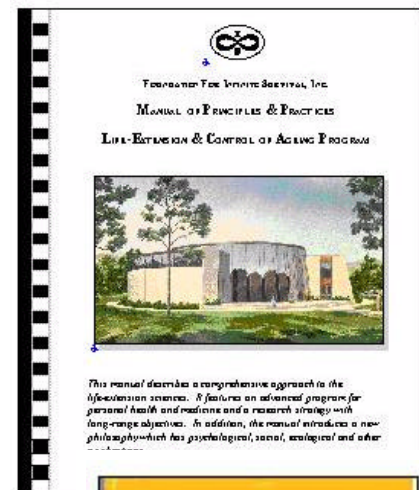 Foundation For Infinite Survival, Inc.
Manual of Principles & Practices
Life-Extension & Control of Ageing Program
This manual describes a comprehensive approach to the
life-extension sciences. It features an advanced program for
personal health and medicine and a research strategy with
long-range objectives. In addition, the manual introduces a new
philosophy which has psychological, social, ecological and other